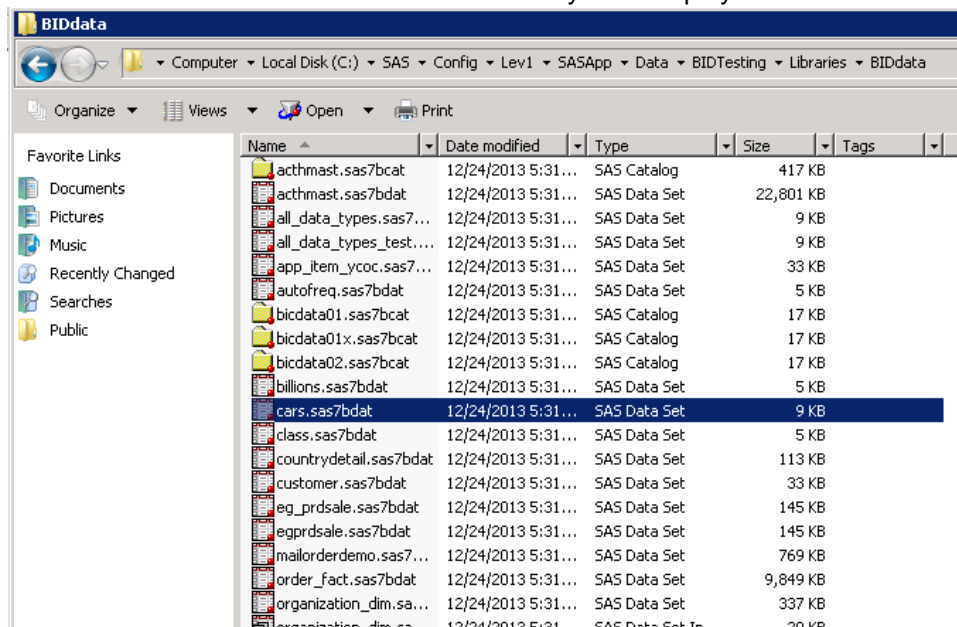 BIDdata
Computer ▾ Local Disk (C:) ▾ SAS ▾ Config ▾ Lev1 ▾ SASApp ▾ Data ▾ BIDTesting ▾ Libraries ▾ BIDdata
Organize Views Open Print
Favorite Links
Documents
Pictures
Music
Recently Changed
Searches
Public
Name Date modified Type Size Tags
acthmast.sas7bcat 12/24/2013 5:31... SAS Catalog 417 KB
acthmast.sas7bdat 12/24/2013 5:31... SAS Data Set 22,801 KB
all_data_types.sas7... 12/24/2013 5:31... SAS Data Set 9 KB
all_data_types_test.... 12/24/2013 5:31... SAS Data Set 9 KB
app_item_ycoc.sas7... 12/24/2013 5:31... SAS Data Set 33 KB
autofreq.sas7bdat 12/24/2013 5:31... SAS Data Set 5 KB
bicdata01.sas7bcat 12/24/2013 5:31... SAS Catalog 17 KB
bicdata01x.sas7bcat 12/24/2013 5:31... SAS Catalog 17 KB
bicdata02.sas7bcat 12/24/2013 5:31... SAS Catalog 17 KB
billions.sas7bdat 12/24/2013 5:31... SAS Data Set 5 KB
cars.sas7bdat 12/24/2013 5:31... SAS Data Set 9 KB
class.sas7bdat 12/24/2013 5:31... SAS Data Set 5 KB
countrydetail.sas7bdat 12/24/2013 5:31... SAS Data Set 113 KB
customer.sas7bdat 12/24/2013 5:31... SAS Data Set 33 KB
eg_prdsale.sas7bdat 12/24/2013 5:31... SAS Data Set 145 KB
egprdsale.sas7bdat 12/24/2013 5:31... SAS Data Set 145 KB
mailorderdemo.sas7... 12/24/2013 5:31... SAS Data Set 769 KB
order_fact.sas7bdat 12/24/2013 5:31... SAS Data Set 9,849 KB
organization_dim.sa... 12/24/2013 5:31... SAS Data Set 337 KB